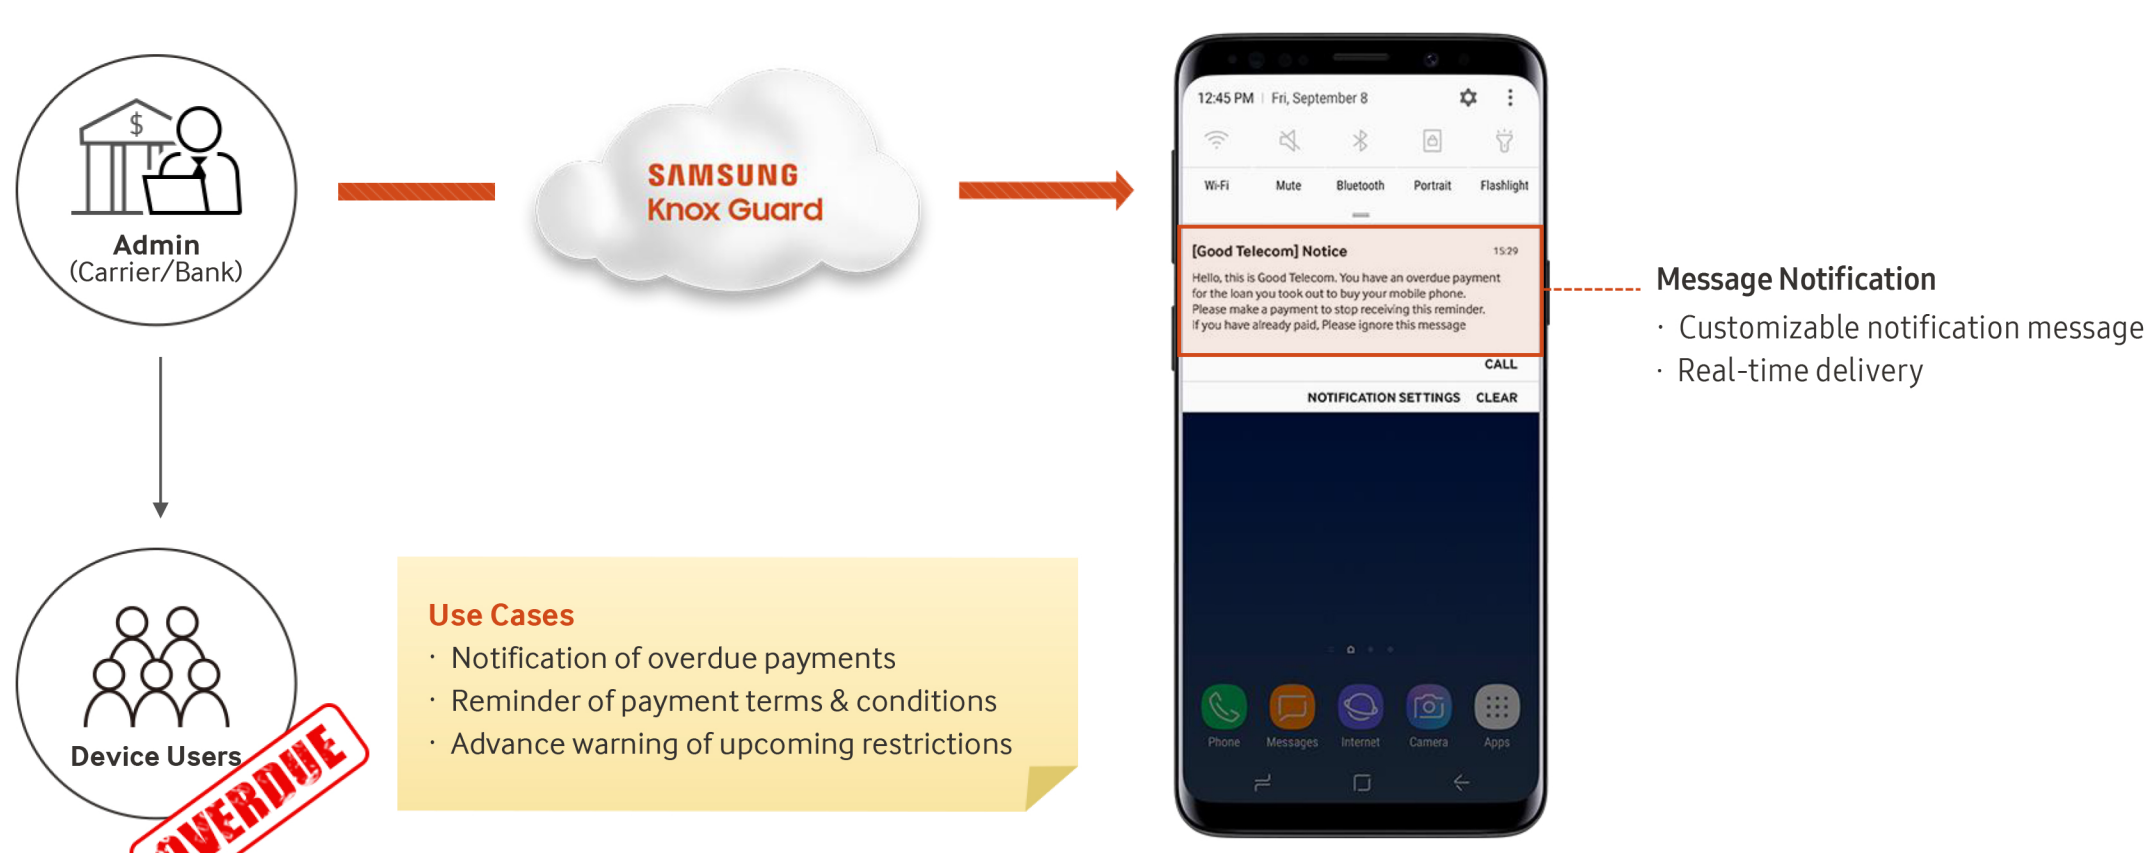 $
Admin
(Carrier/Bank)
SAMSUNG
Knox Guard
12:45 PM | Fri, September 8
Wi-Fi Mute Bluetooth Portrait Flashlight
[Good Telecom] Notice 15:29
Hello, this is Good Telecom. You have an overdue payment
for the loan you took out to buy your mobile phone.
Please make a payment to stop receiving this reminder.
If you have already paid, Please ignore this message
CALL
NOTIFICATION SETTINGS CLEAR
Phone Messages Internet Camera Apps
Message Notification
· Customizable notification message
· Real-time delivery
Device Users
OVERDUE
Use Cases
· Notification of overdue payments
· Reminder of payment terms & conditions
· Advance warning of upcoming restrictions